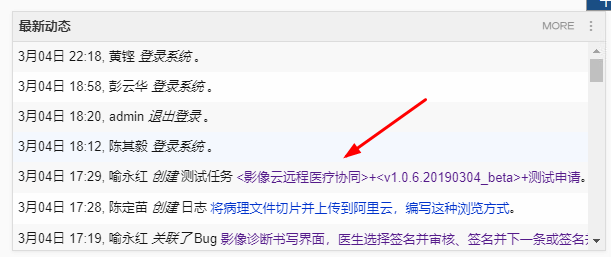 最新动态 MORE
3月04日 22:18, 黄铿 登录系统 。
3月04日 18:58, 彭云华 登录系统 。
3月04日 18:20, admin 退出登录 。
3月04日 18:12, 陈其毅 登录系统 。
3月04日 17:29, 喻永红 创建 测试任务 <影像云远程医疗协同>+<v1.0.6.20190304_beta>+测试申请。
3月04日 17:28, 陈定苗 创建 日志 将病理文件切片并上传到阿里云，编写这种浏览方式。
3月04日 17:19, 喻永红 关联了 Bug 影像诊断书写界面，医生选择签名并审核、签名并下一条或签名